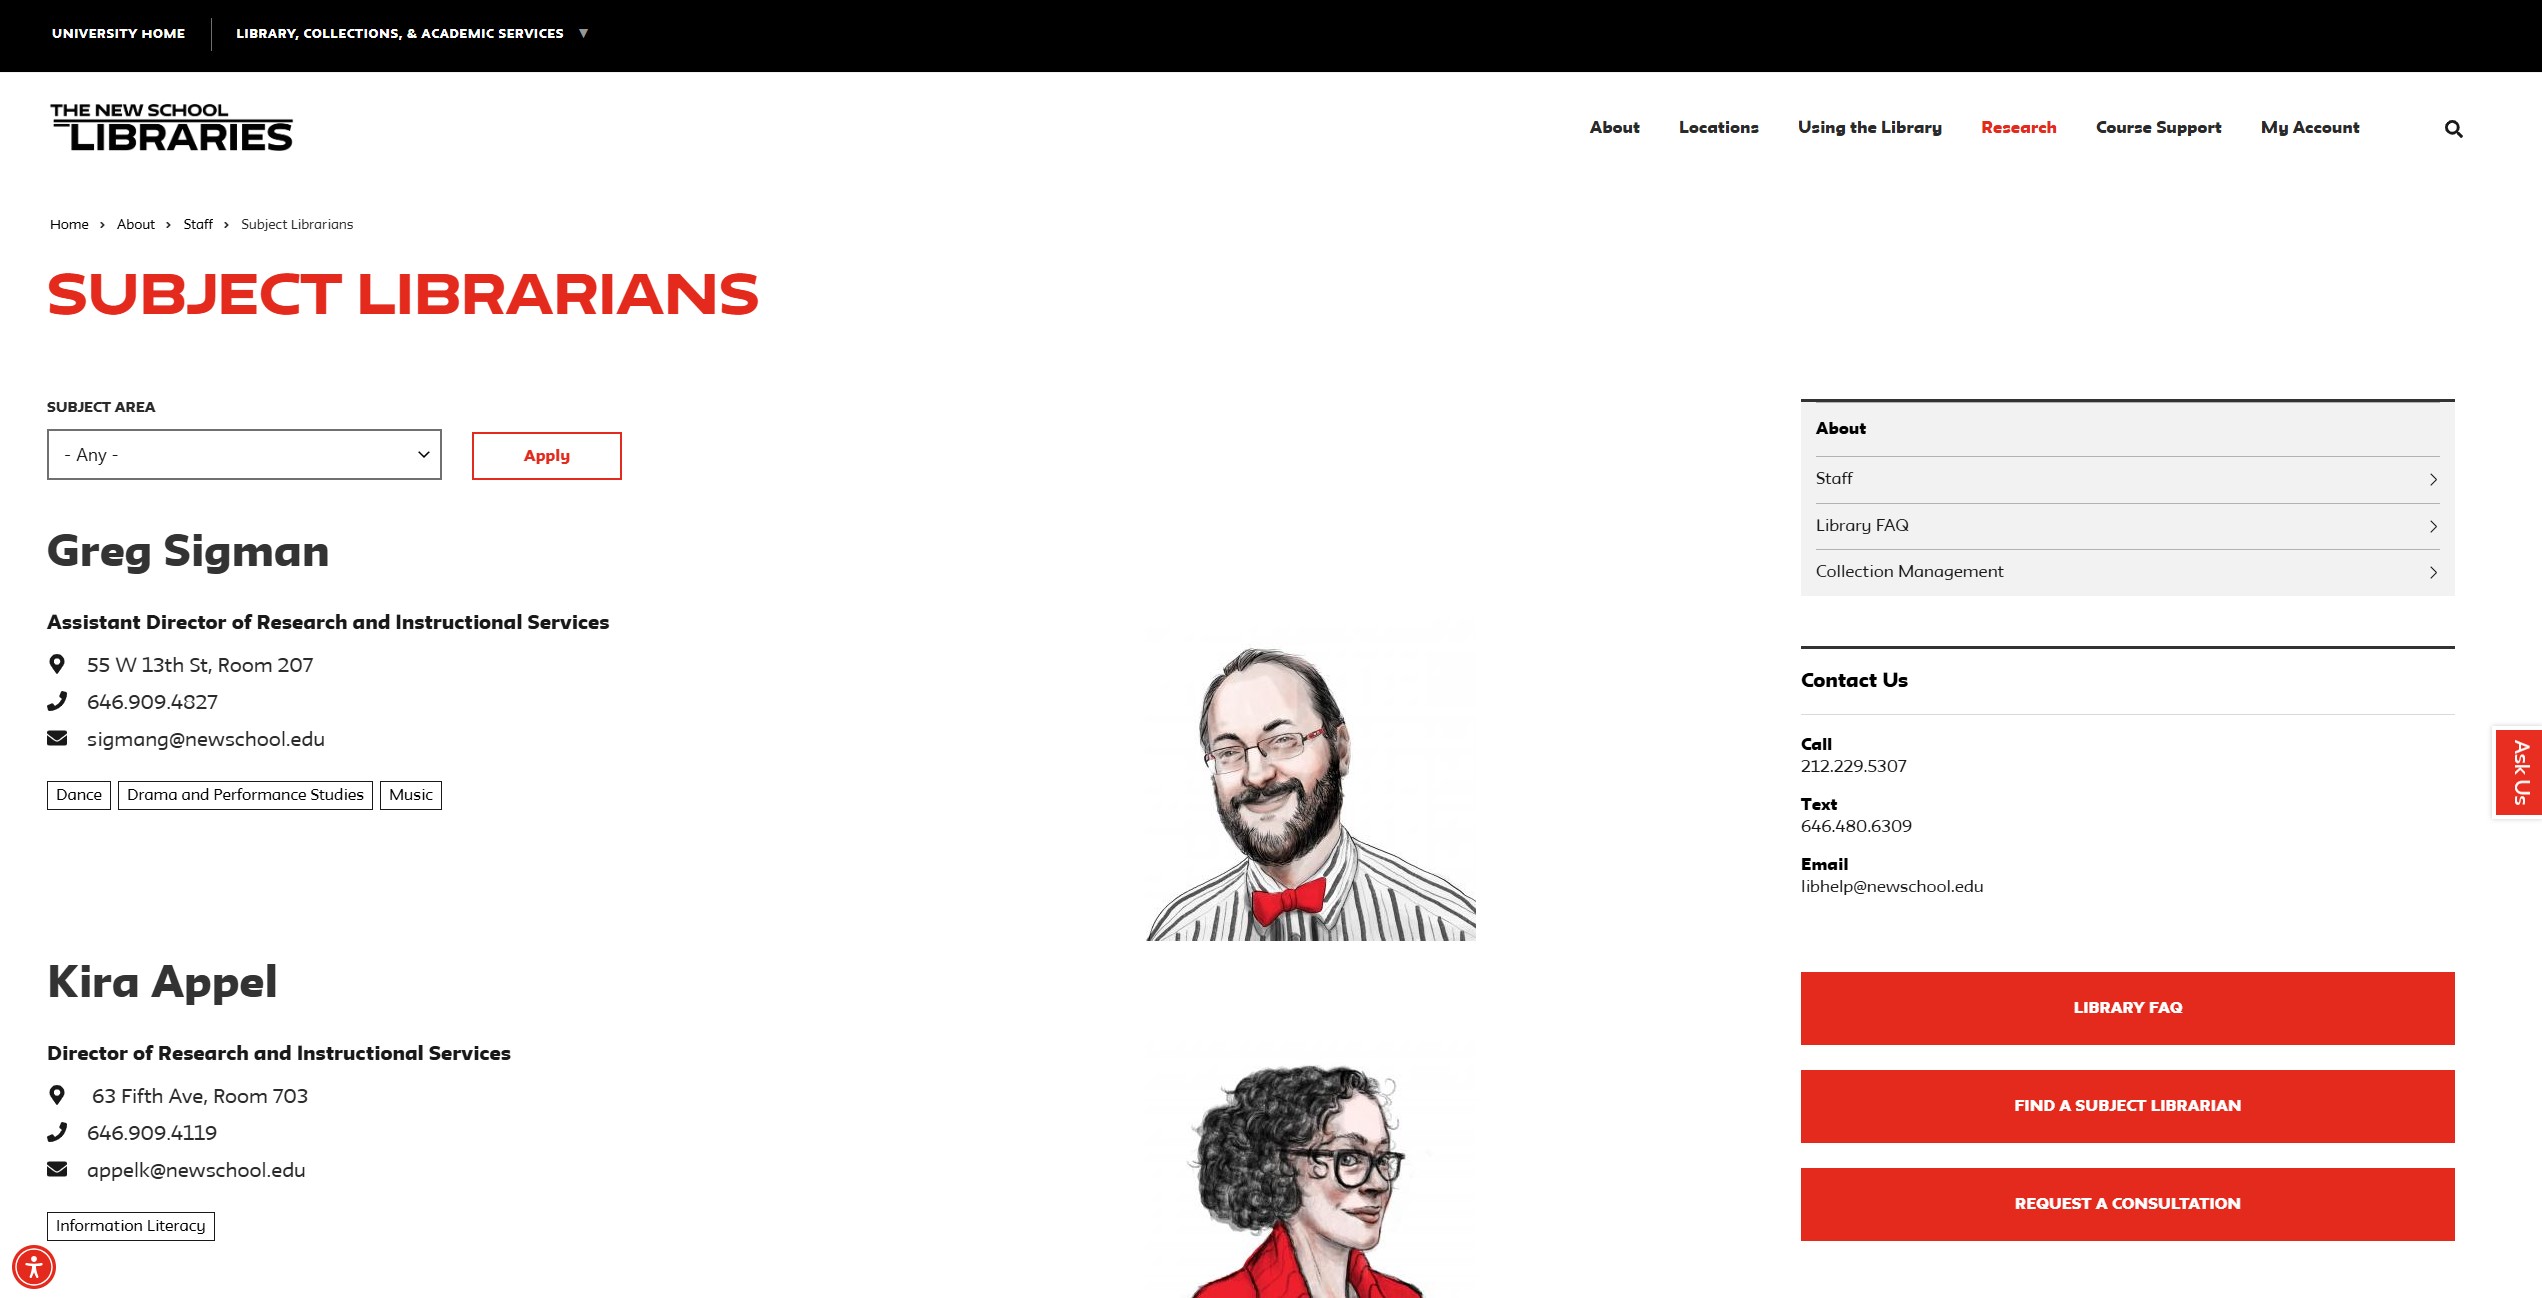 UNIVERSITY HOME
LIBRARY, COLLECTIONS, & ACADEMIC SERVICES
THE NEW SCHOOL
LIBRARIES
About
Locations
Using the Library
Research
Course Support
My Account
Home › About › Staff › Subject Librarians
SUBJECT LIBRARIANS
SUBJECT AREA
- Any -
Apply
Greg Sigman
Assistant Director of Research and Instructional Services
55 W 13th St, Room 207
646.909.4827
sigmang@newschool.edu
Dance
Drama and Performance Studies
Music
Kira Appel
Director of Research and Instructional Services
63 Fifth Ave, Room 703
646.909.4119
appelk@newschool.edu
Information Literacy
About
Staff
Library FAQ
Collection Management
Contact Us
Call
212.229.5307
Text
646.480.6309
Email
libhelp@newschool.edu
LIBRARY FAQ
FIND A SUBJECT LIBRARIAN
REQUEST A CONSULTATION
Ask Us